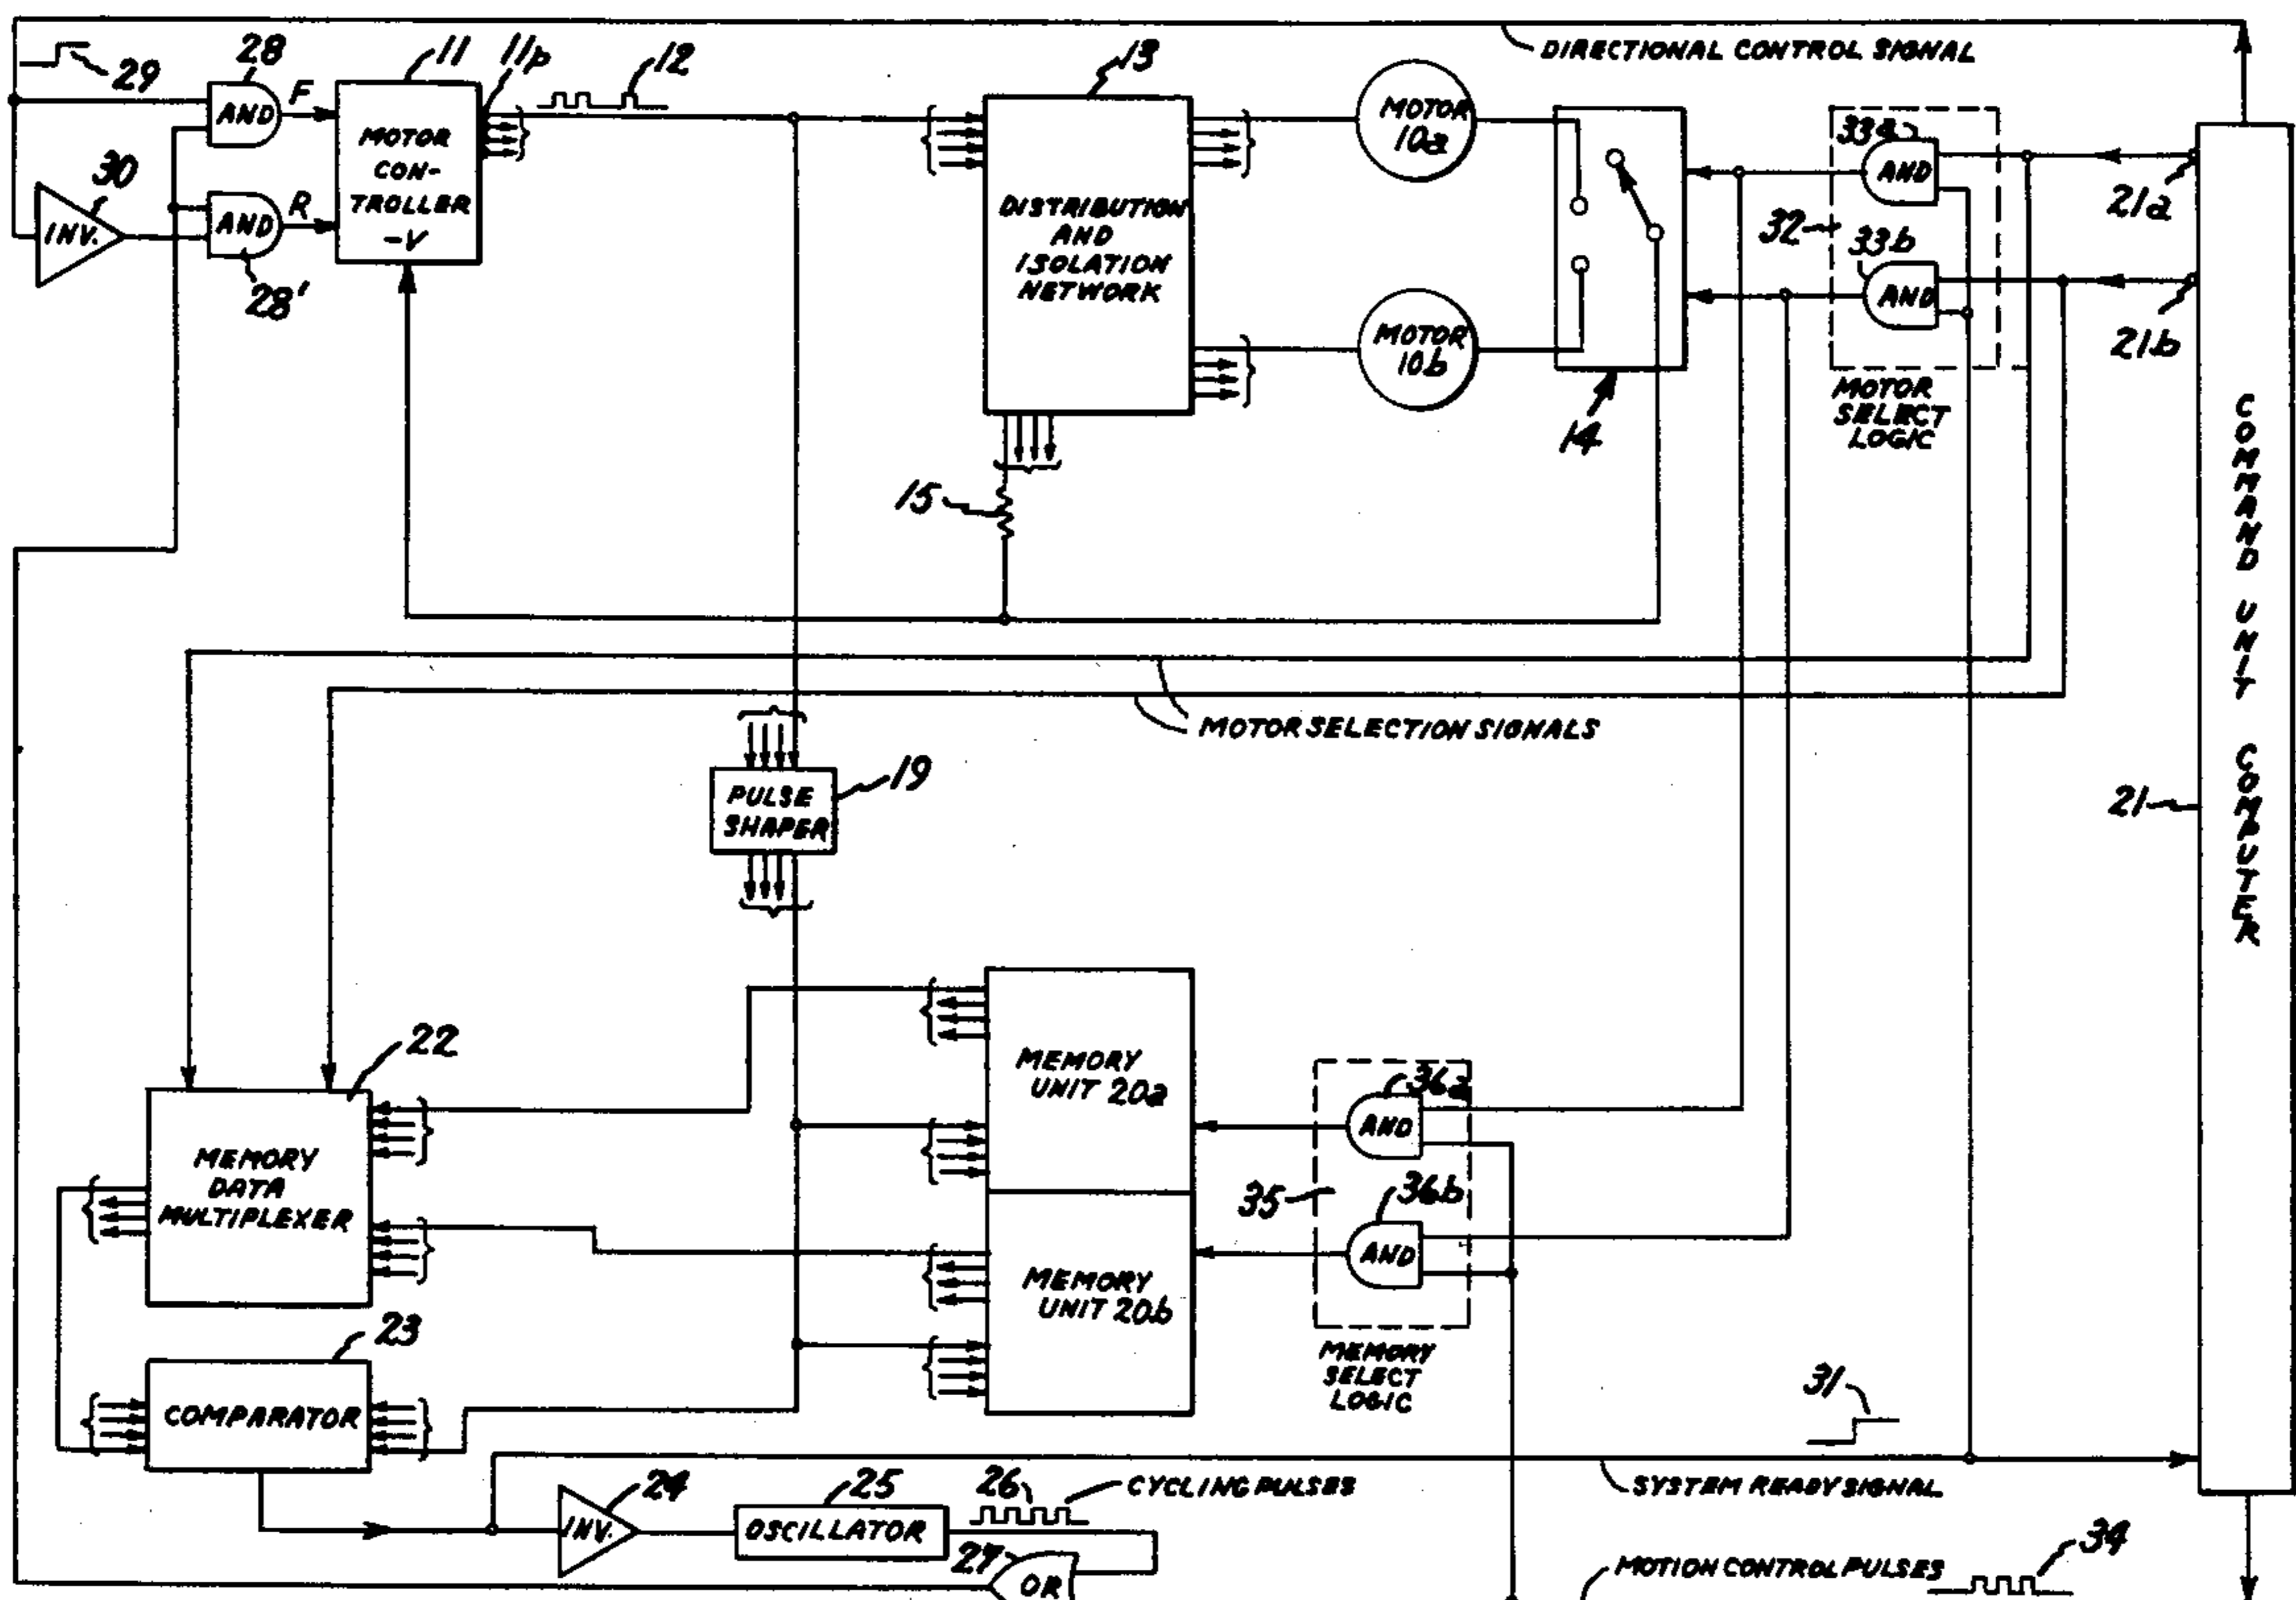 DIRECTIONAL CONTROL SIGNAL
29
28
AND
F
11
11p
12
MOTOR
CON-
TROLLER
-V
30
INV.
AND
R
28'
13
DISTRIBUTION
AND
ISOLATION
NETWORK
MOTOR
10a
MOTOR
10b
14
15
33a
AND
32
33b
AND
MOTOR
SELECT
LOGIC
21a
21b
COMMAND UNIT COMPUTER
21
MOTOR SELECTION SIGNALS
PULSE
SHAPER
19
22
MEMORY
DATA
MULTIPLEXER
MEMORY
UNIT 20a
MEMORY
UNIT 20b
36a
AND
35
36b
AND
MEMORY
SELECT
LOGIC
23
COMPARATOR
31
SYSTEM READY SIGNAL
24
INV.
25
OSCILLATOR
26
CYCLING PULSES
27
OR
MOTION CONTROL PULSES
34